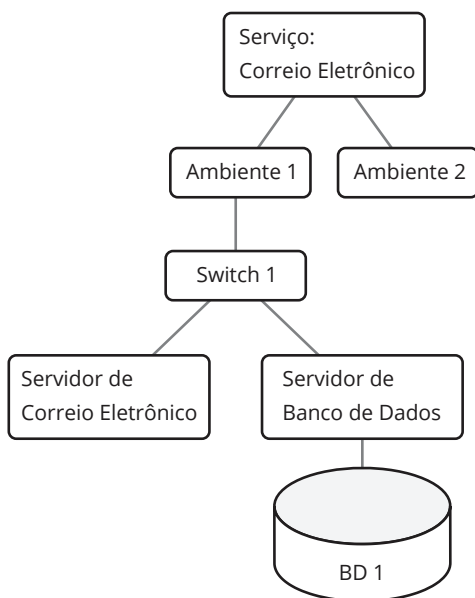 Serviço:
Correio Eletrônico
Ambiente 1
Ambiente 2
Switch 1
Servidor de
Correio Eletrônico
Servidor de
Banco de Dados
BD 1